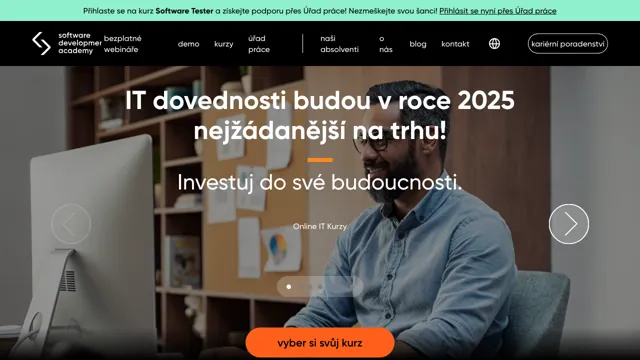 Přihlaste se na kurz Software Tester a získejte podporu přes Úřad práce! Nezmeškejte svou šanci! Přihlásit se nyní přes Úřad práce
software
development
academy
bezplatné
webináře
demo
kurzy
úřad
práce
naši
absolventi
o
nás
blog
kontakt
kariérní poradenství
IT dovednosti budou v roce 2025
nejžádanější na trhu!
Investuj do své budoucnosti.
Online IT Kurzy
vyber si svůj kurz